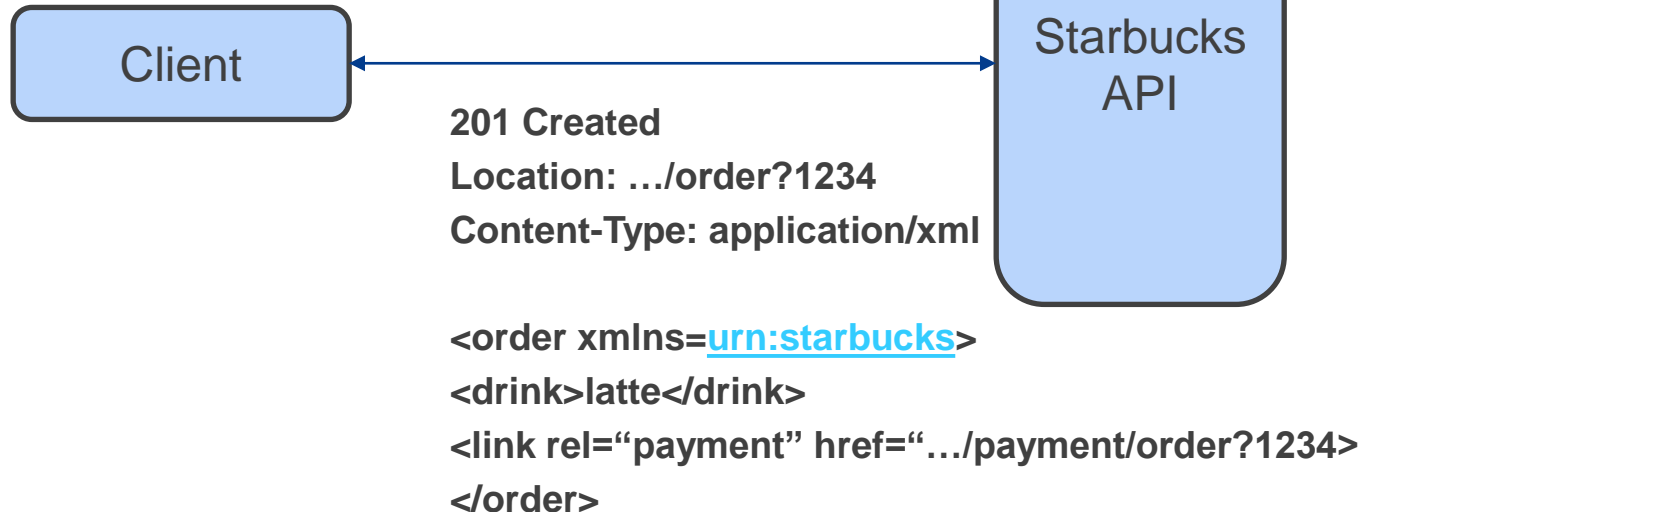 Client
Starbucks
API
201 Created
Location: …/order?1234
Content-Type: application/xml
<order xmlns=urn:starbucks>
<drink>latte</drink>
<link rel=“payment” href=“…/payment/order?1234>
</order>